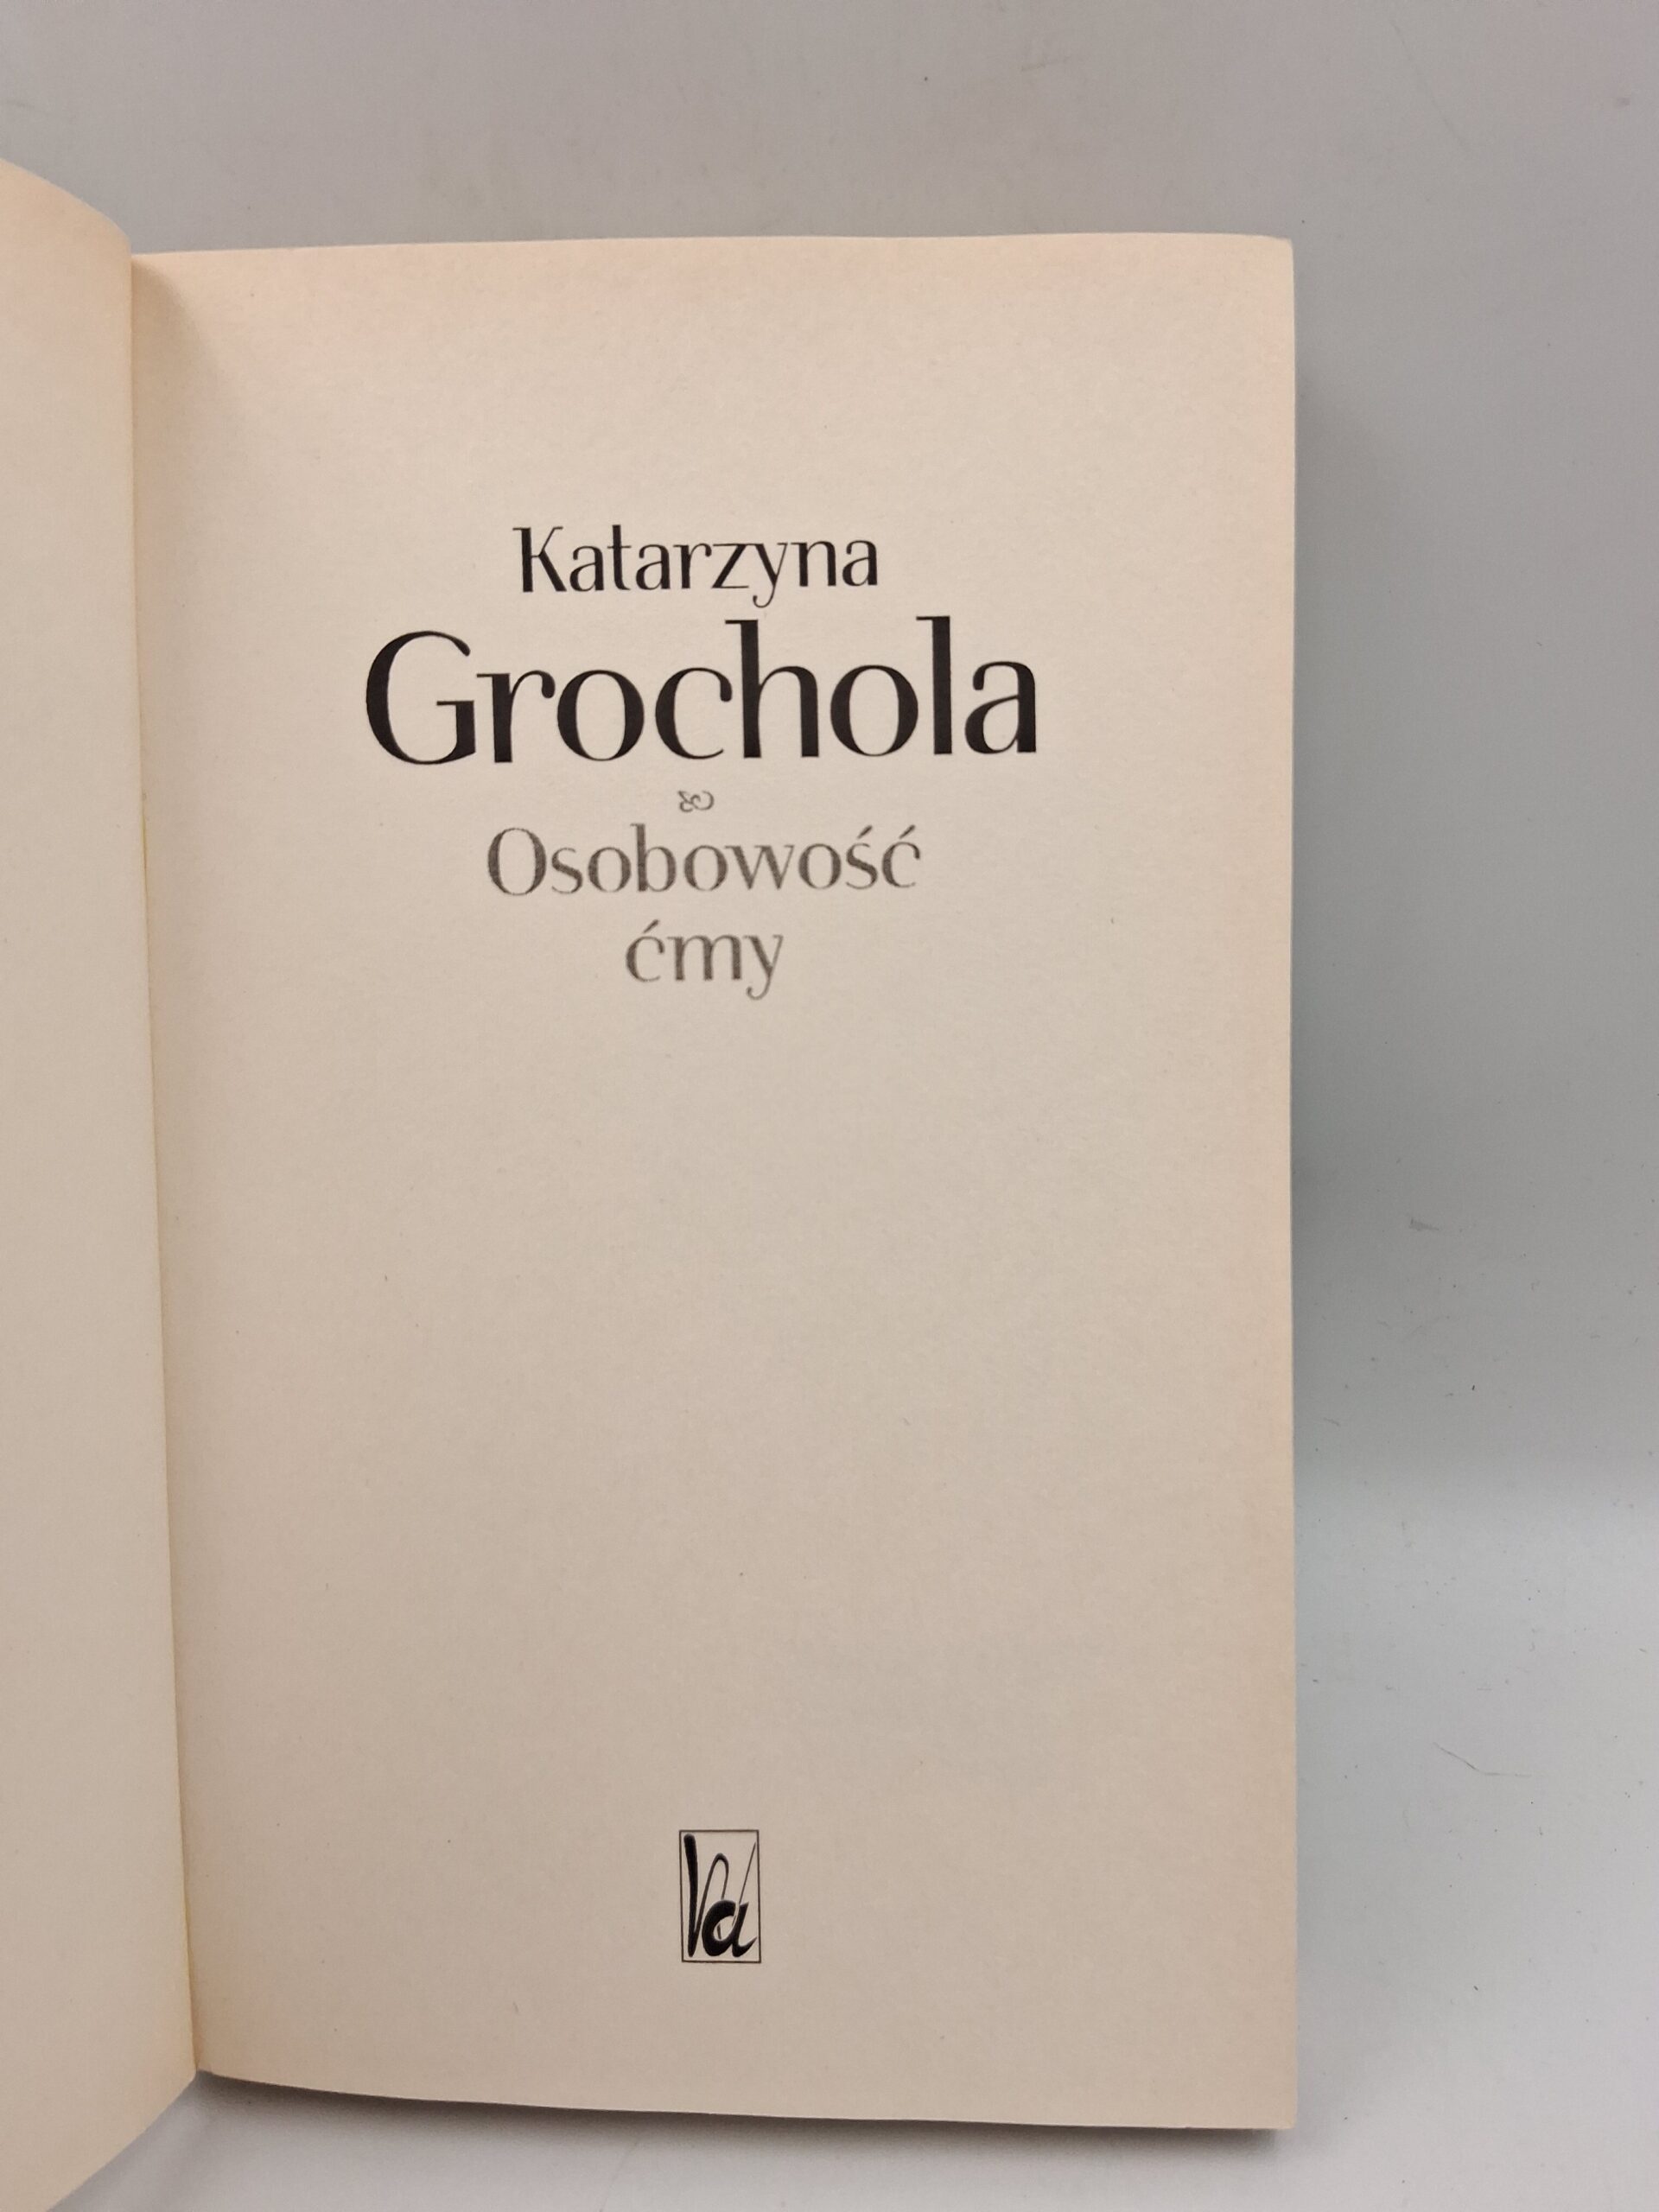 Katarzyna
Grochola
Osobowość
ćmy